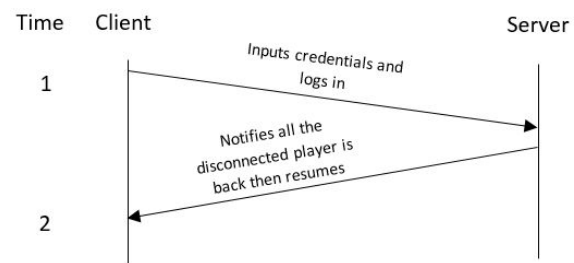 Time Client Server
Inputs credentials and
logs in
1
Notifies all the
disconnected player is
back then resumes
2